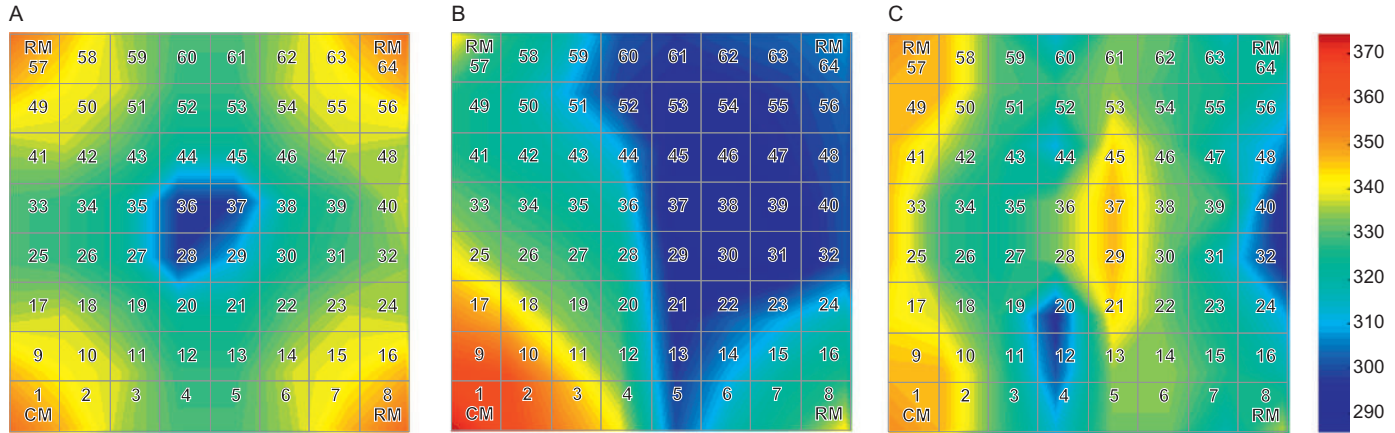 A
B
C
RM 58 59 60 61 62 63 RM
57 64
49 50 51 52 53 54 55 56
41 42 43 44 45 46 47 48
33 34 35 36 37 38 39 40
25 26 27 28 29 30 31 32
17 18 19 20 21 22 23 24
9 10 11 12 13 14 15 16
1 2 3 4 5 6 7 8
CM RM
RM 58 59 60 61 62 63 RM
57 64
49 50 51 52 53 54 55 56
41 42 43 44 45 46 47 48
33 34 35 36 37 38 39 40
25 26 27 28 29 30 31 32
17 18 19 20 21 22 23 24
9 10 11 12 13 14 15 16
1 2 3 4 5 6 7 8
CM RM
RM 58 59 60 61 62 63 RM
57 64
49 50 51 52 53 54 55 56
41 42 43 44 45 46 47 48
33 34 35 36 37 38 39 40
25 26 27 28 29 30 31 32
17 18 19 20 21 22 23 24
9 10 11 12 13 14 15 16
1 2 3 4 5 6 7 8
CM RM
370
360
350
340
330
320
310
300
290